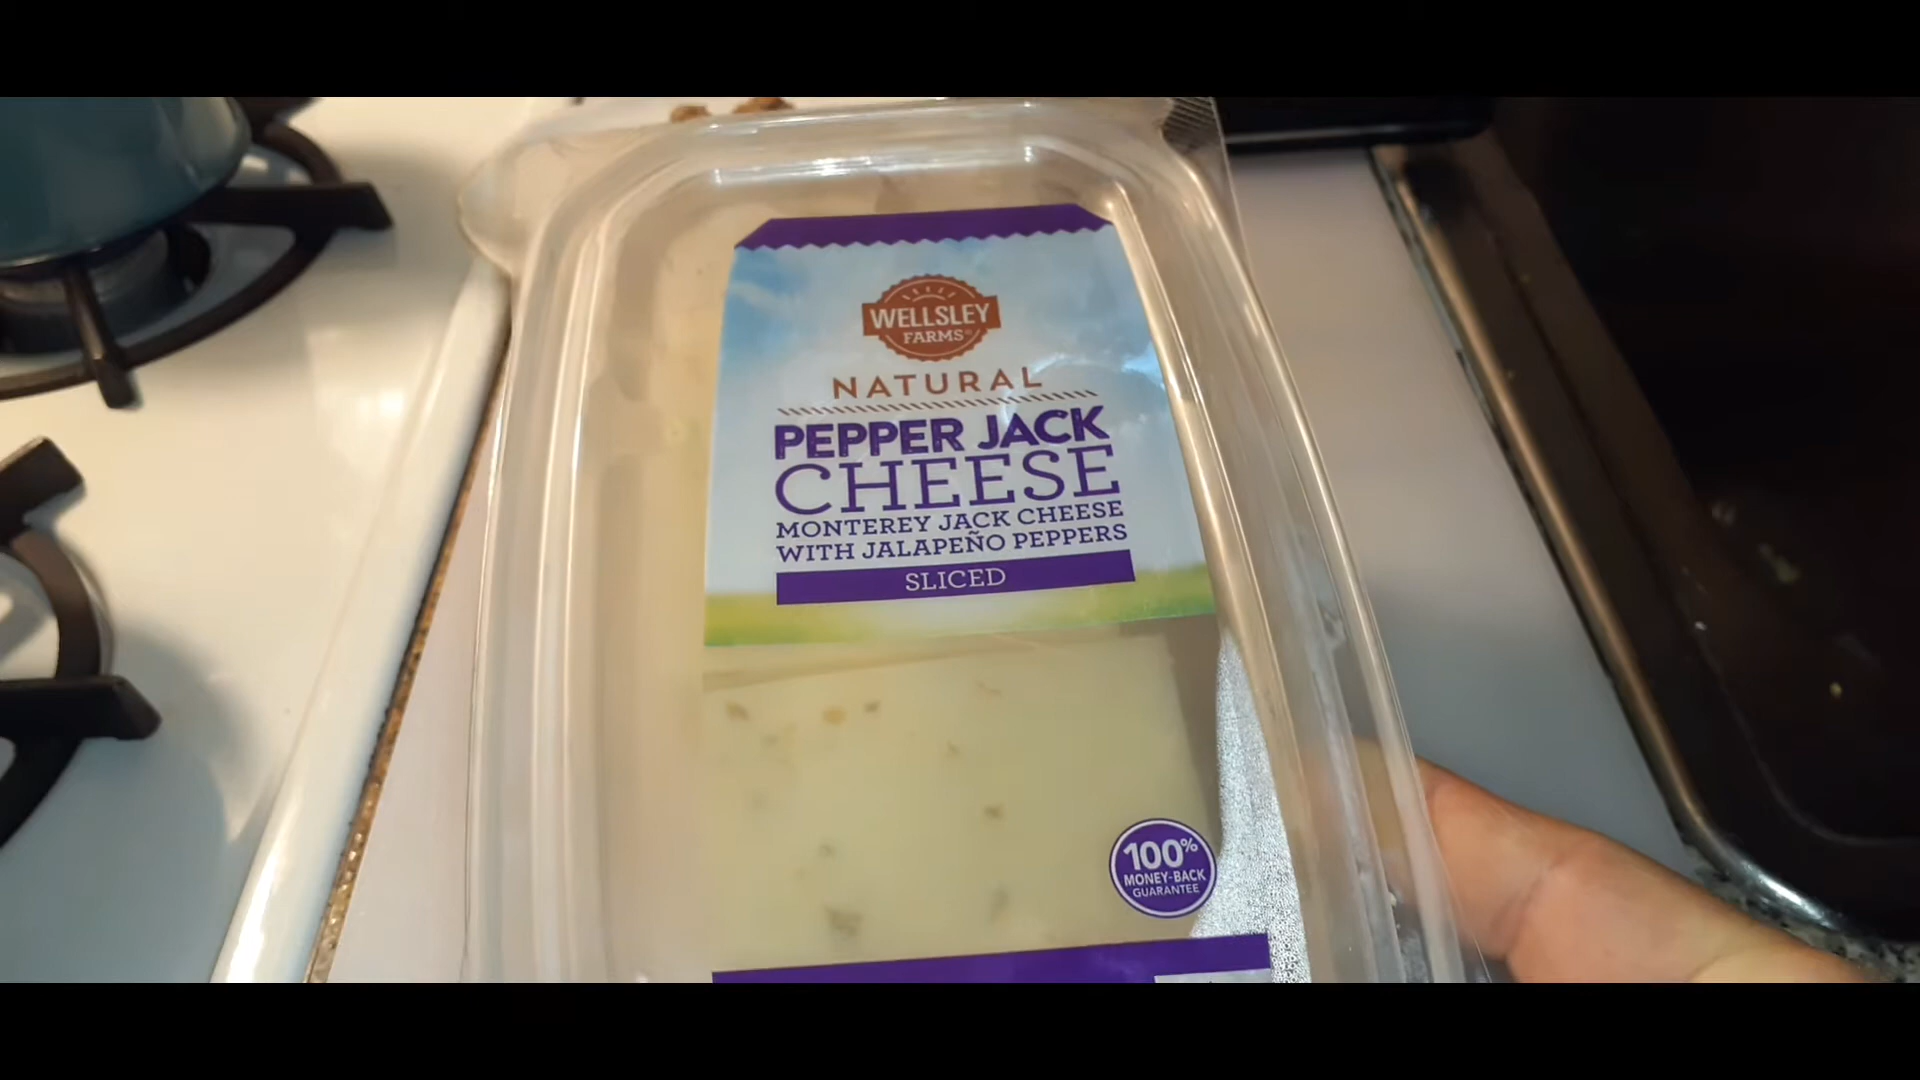 WELLSLEY
FARMS®
NATURAL
PEPPER JACK
CHEESE
MONTEREY JACK CHEESE
WITH JALAPEÑO PEPPERS
SLICED
100%
MONEY-BACK
GUARANTEE